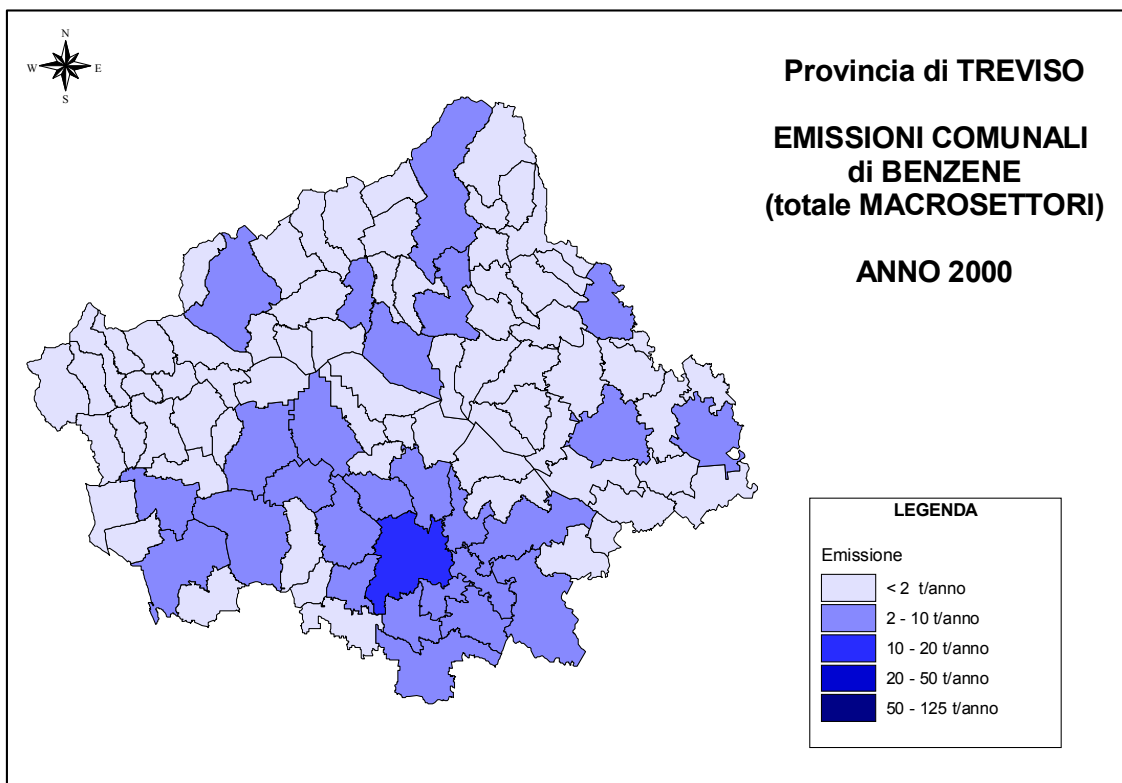 N
W E
S
Provincia di TREVISO
EMISSIONI COMUNALI
di BENZENE
(totale MACROSETTORI)
ANNO 2000
LEGENDA
Emissione
< 2 t/anno
2 - 10 t/anno
10 - 20 t/anno
20 - 50 t/anno
50 - 125 t/anno